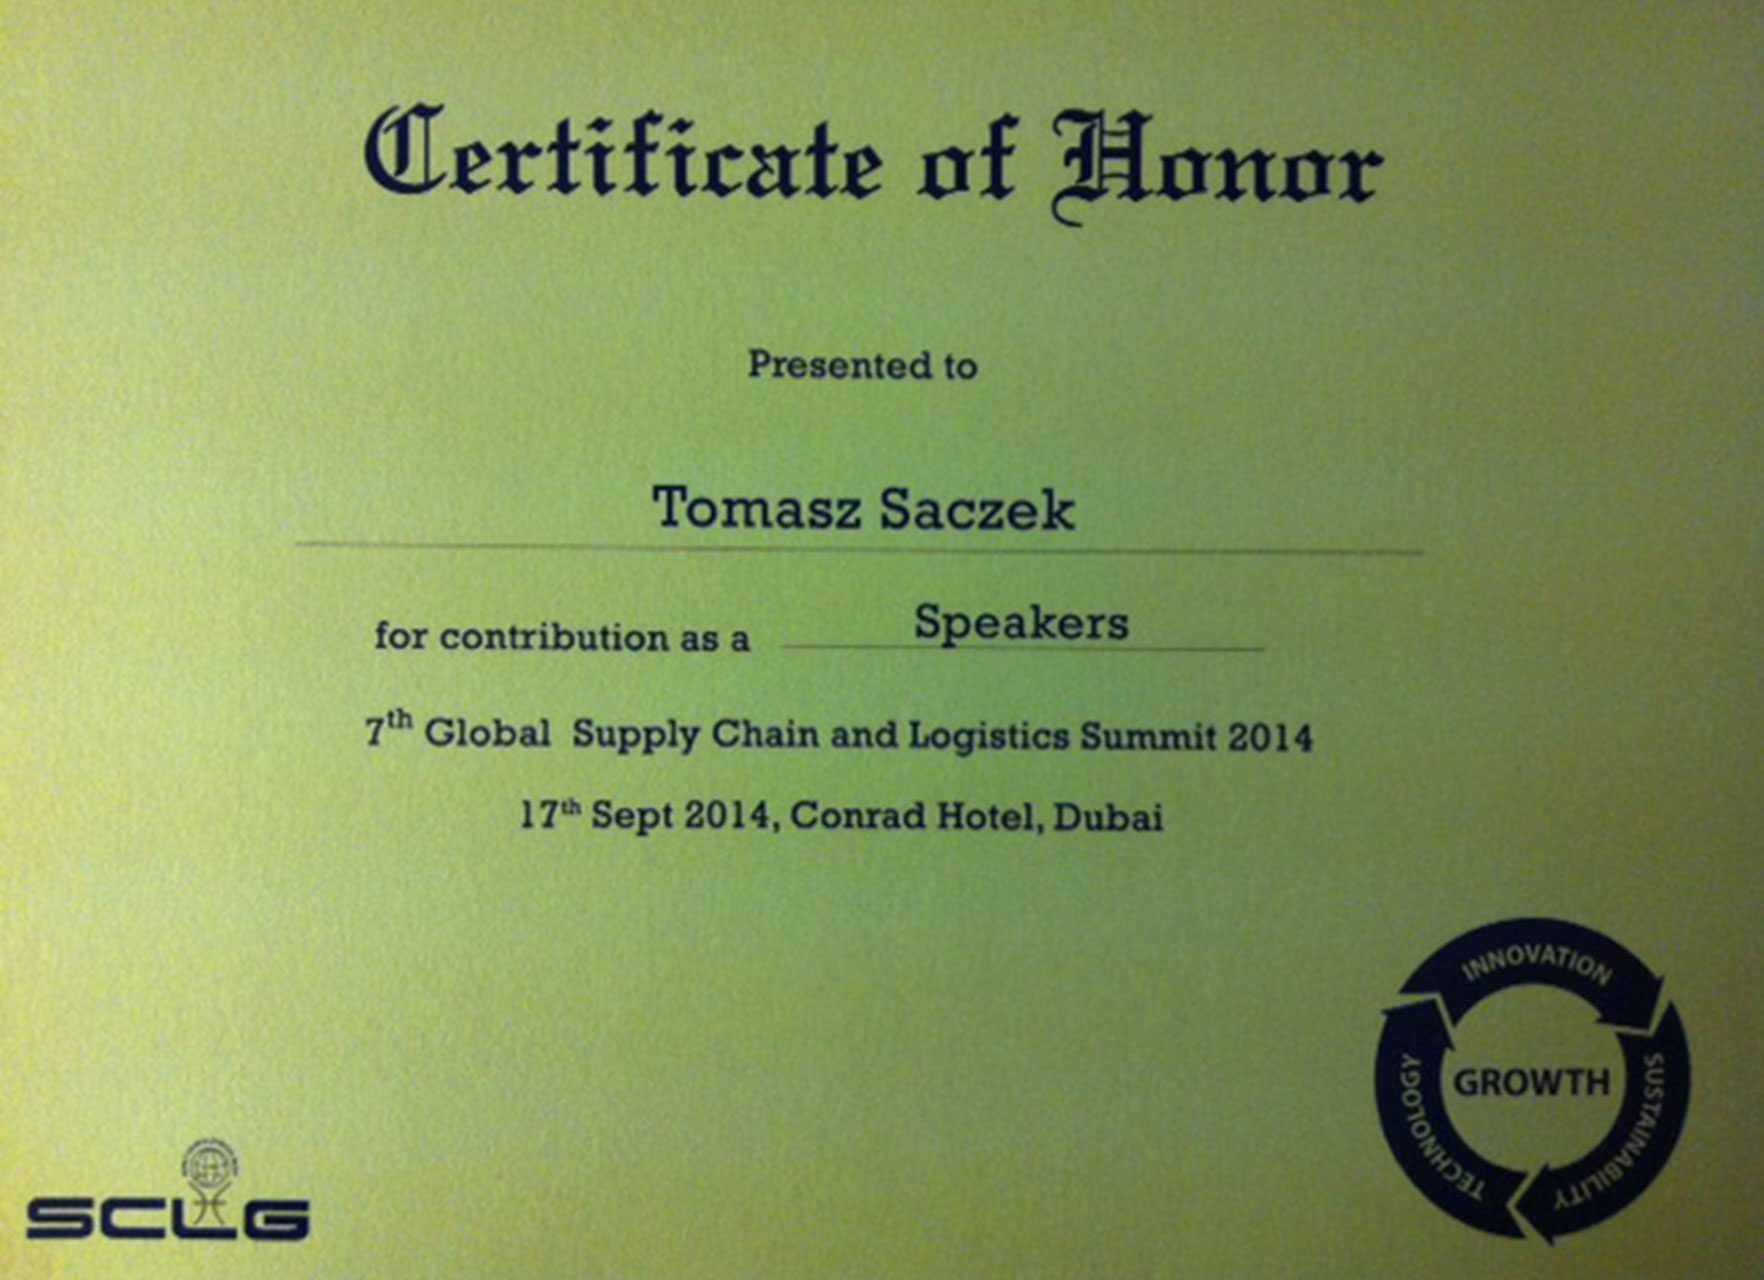 Certificate of Honor
Presented to
Tomasz Saczek
for contribution as a Speakers
7th Global Supply Chain and Logistics Summit 2014
17th Sept 2014, Conrad Hotel, Dubai
INNOVATION
SUSTAINABILITY
TECHNOLOGY
GROWTH
SCLG